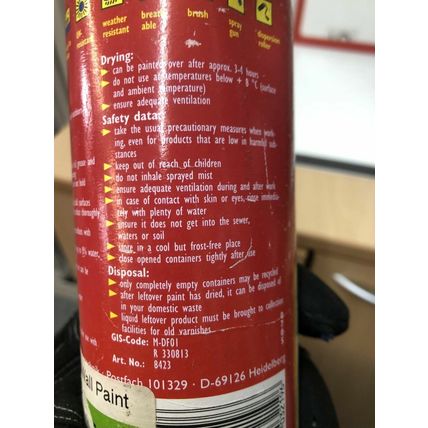 weather
resistant
breath
able
brush
spray
gun
dispersion
roller
Drying:
can be painted over after approx. 3-4 hours
do not use at temperatures below + 8 °C (surface
and ambient temperature)
ensure adequate ventilation
Safety data:
take the usual precautionary measures when work-
ing, even for products that are low in harmful sub-
stances
keep out of reach of children
do not inhale sprayed mist
ensure adequate ventilation during and after work
in case of contact with skin or eyes, rinse immedia-
tely with plenty of water
ensure it does not get into the sewer,
waters or soil
store in a cool but frost-free place
close opened containers tightly after use
Disposal:
only completely empty containers may be recycled
after leftover paint has dried, it can be disposed of
in your domestic waste
liquid leftover product must be brought to collection
facilities for old varnishes
GIS-Code: M-DF01
R 330813
Art. No.: 8423
Postfach 101329 · D-69126 Heidelberg
Wall Paint